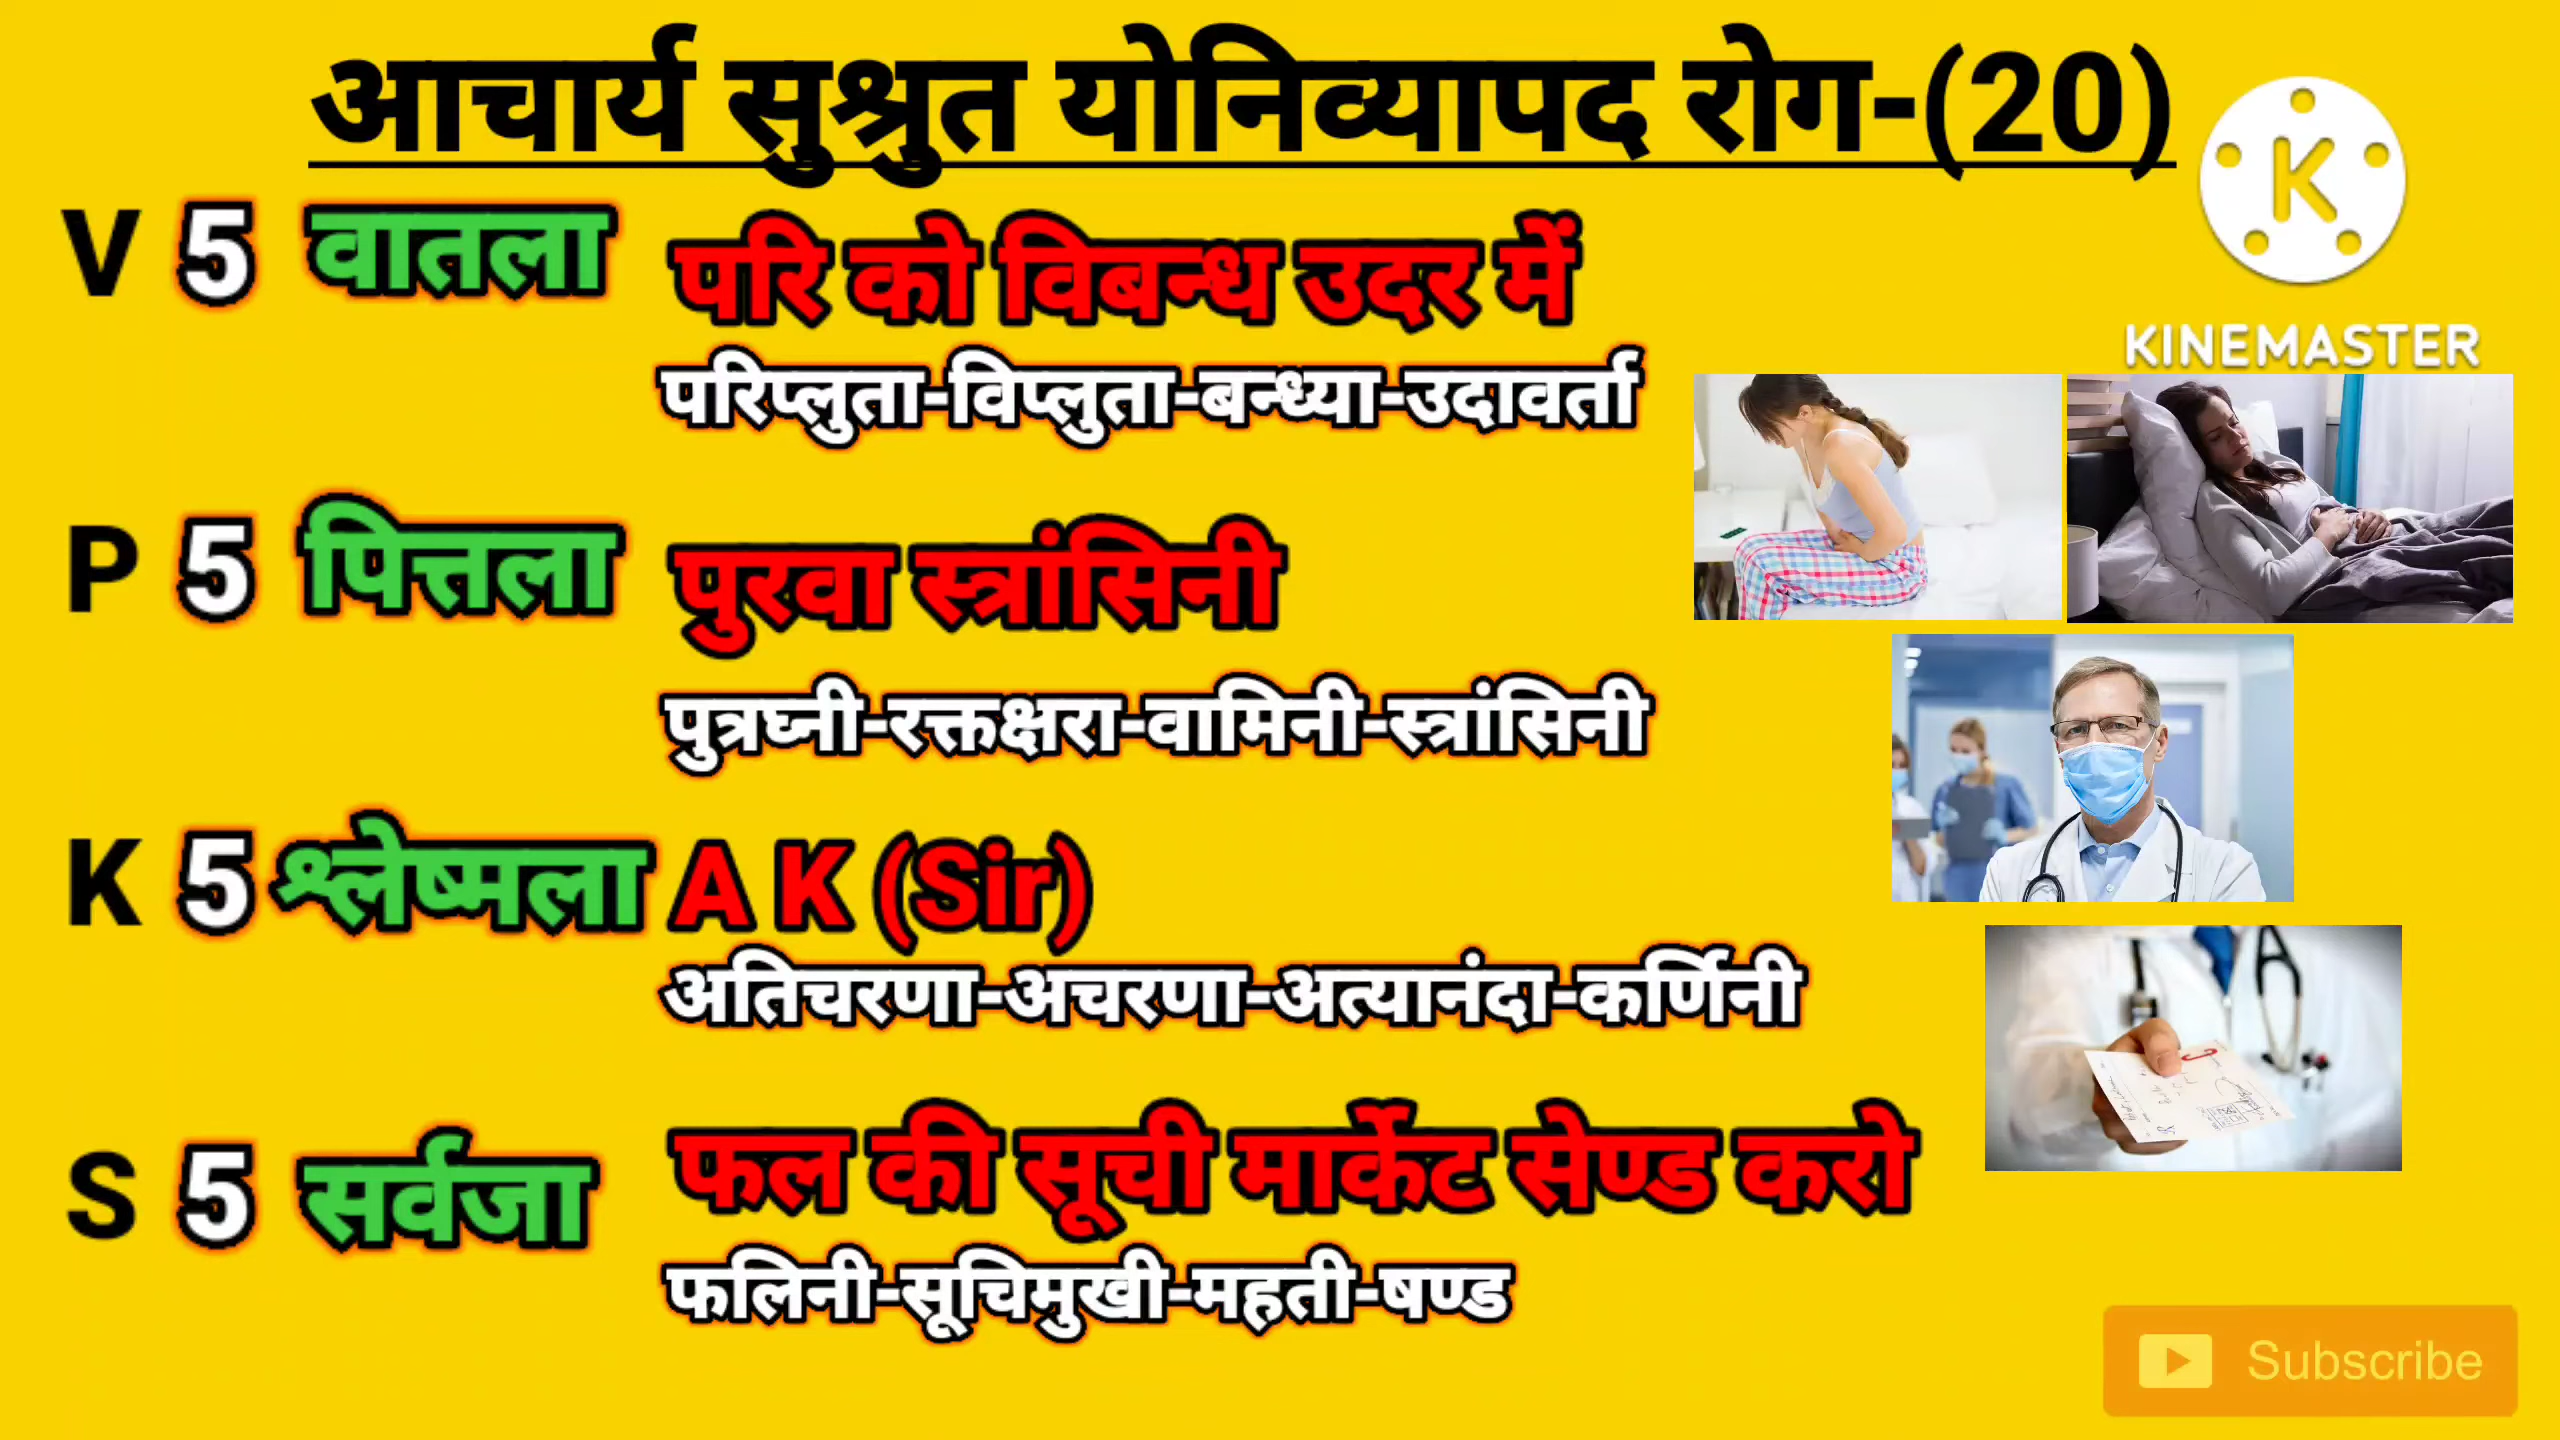 आचार्य सुश्रुत योनिव्यापद रोग-(20)
K
KINEMASTER
V 5 वातला परि को विबन्ध उदर में
परिप्लुता-विप्लुता-बन्ध्या-उदावर्ता
P 5 पित्तला पुरवा स्त्रांसिनी
पुत्रघ्नी-रक्तक्षरा-वामिनी-स्त्रांसिनी
K 5 श्लेष्मला A K (Sir)
अतिचरणा-अचरणा-अत्यानंदा-कर्णिनी
S 5 सर्वजा फल की सूची मार्केट सेण्ड करो
फलिनी-सूचिमुखी-महती-षण्ड
Subscribe